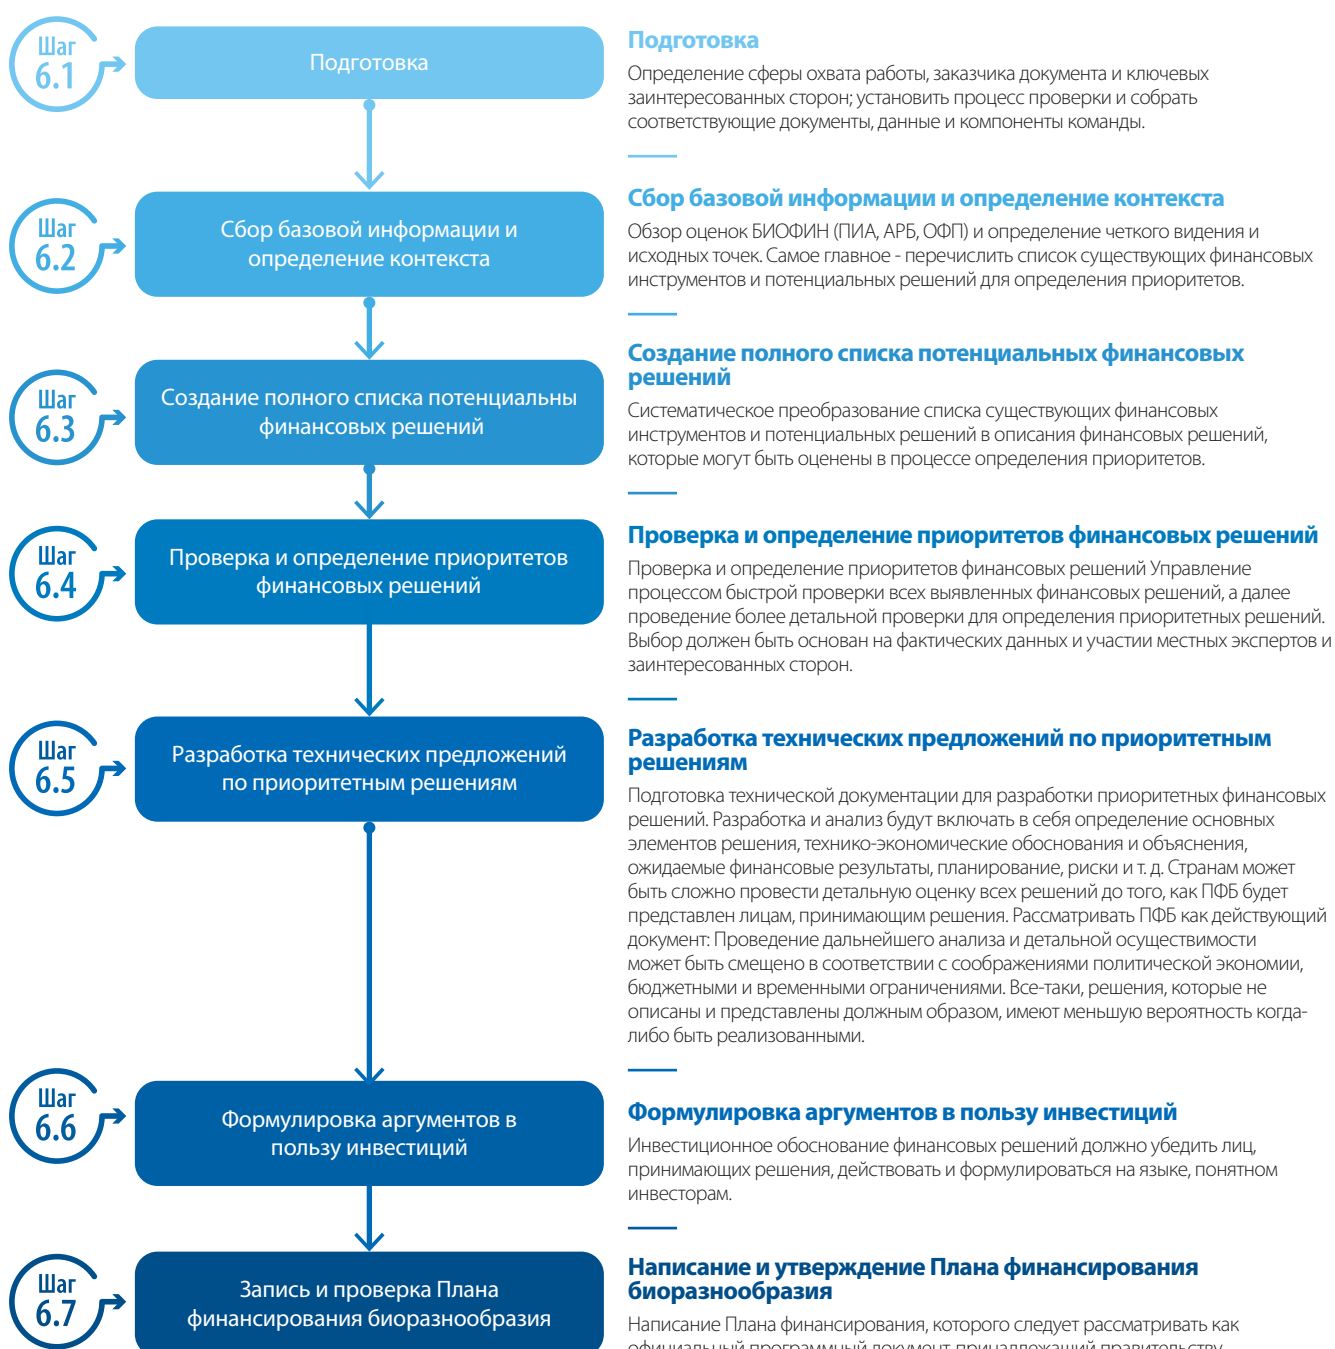 Шаг
6.1
Подготовка
Подготовка
Определение сферы охвата работы, заказчика документа и ключевых
заинтересованных сторон; установить процесс проверки и собрать
соответствующие документы, данные и компоненты команды.
Шаг
6.2
Сбор базовой информации и
определение контекста
Сбор базовой информации и определение контекста
Обзор оценок БИОФИН (ПИА, АРБ, ОФП) и определение четкого видения и
исходных точек. Самое главное - перечислить список существующих финансовых
инструментов и потенциальных решений для определения приоритетов.
Шаг
6.3
Создание полного списка потенциальны
финансовых решений
Создание полного списка потенциальных финансовых
решений
Систематическое преобразование списка существующих финансовых
инструментов и потенциальных решений в описания финансовых решений,
которые могут быть оценены в процессе определения приоритетов.
Шаг
6.4
Проверка и определение приоритетов
финансовых решений
Проверка и определение приоритетов финансовых решений
Проверка и определение приоритетов финансовых решений Управление
процессом быстрой проверки всех выявленных финансовых решений, а далее
проведение более детальной проверки для определения приоритетных решений.
Выбор должен быть основан на фактических данных и участии местных экспертов и
заинтересованных сторон.
Шаг
6.5
Разработка технических предложений
по приоритетным решениям
Разработка технических предложений по приоритетным
решениям
Подготовка технической документации для разработки приоритетных финансовых
решений. Разработка и анализ будут включать в себя определение основных
элементов решения, технико-экономические обоснования и объяснения,
ожидаемые финансовые результаты, планирование, риски и т. д. Странам может
быть сложно провести детальную оценку всех решений до того, как ПФБ будет
представлен лицам, принимающим решения. Рассматривать ПФБ как действующий
документ: Проведение дальнейшего анализа и детальной осуществимости
может быть смещено в соответствии с соображениями политической экономии,
бюджетными и временными ограничениями. Все-таки, решения, которые не
описаны и представлены должным образом, имеют меньшую вероятность когда-
либо быть реализованными.
Шаг
6.6
Формулировка аргументов в
пользу инвестиций
Формулировка аргументов в пользу инвестиций
Инвестиционное обоснование финансовых решений должно убедить лиц,
принимающих решения, действовать и формулироваться на языке, понятном
инвесторам.
Шаг
6.7
Запись и проверка Плана
финансирования биоразнообразия
Написание и утверждение Плана финансирования
биоразнообразия
Написание Плана финансирования, которого следует рассматривать как
официальный программный документ, принадлежащий правительству